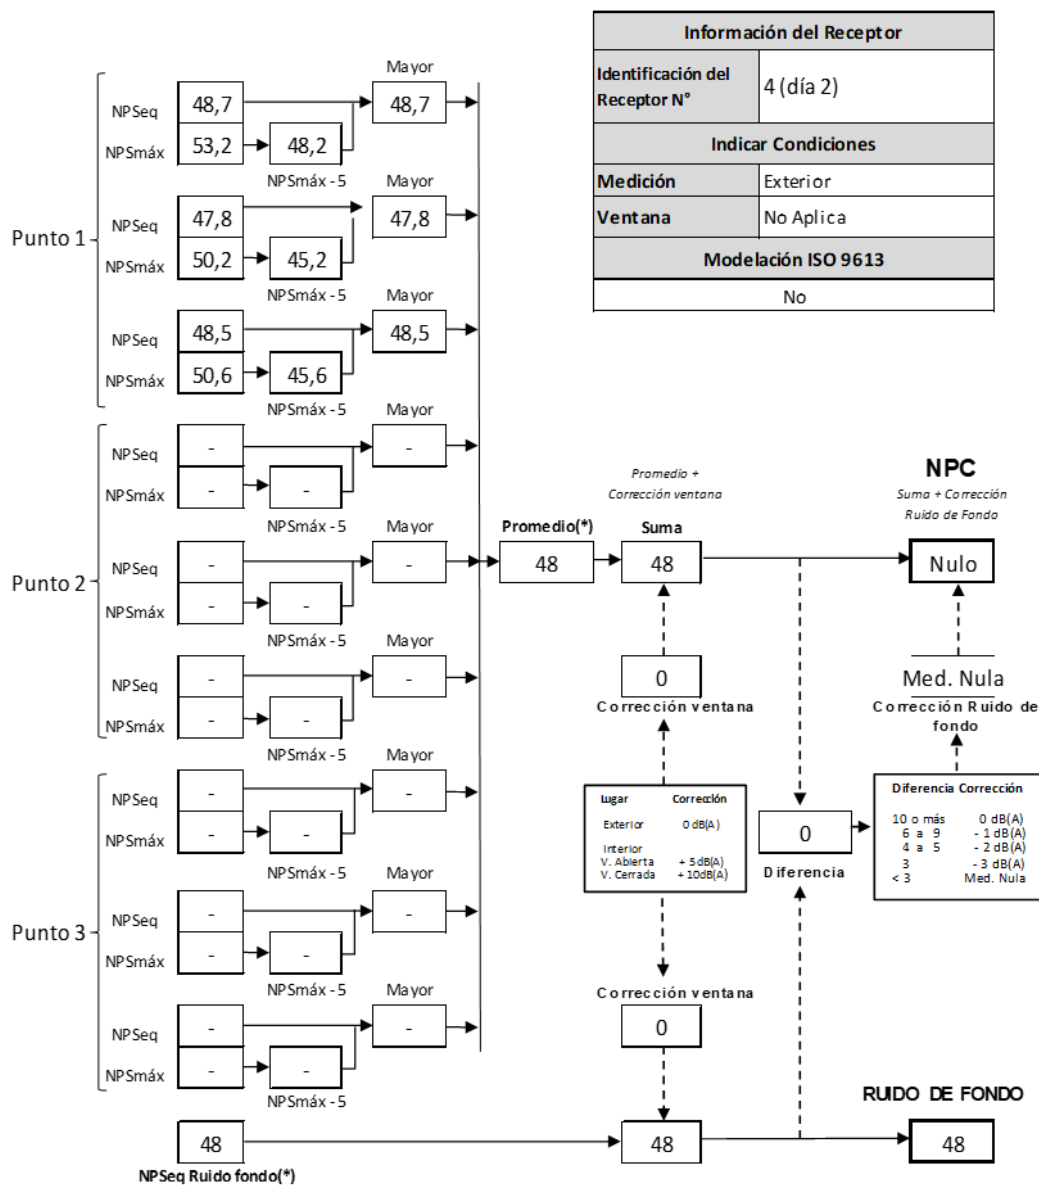 Información del Receptor
Identificación del Receptor N° 4 (día 2)
Indicar Condiciones
Medición Exterior
Ventana No Aplica
Modelación ISO 9613
No
Punto 1
Mayor
NPSeq 48,7 48,7
NPSmáx 53,2 48,2
NPSmáx - 5
Mayor
NPSeq 47,8 47,8
NPSmáx 50,2 45,2
NPSmáx - 5
Mayor
NPSeq 48,5 48,5
NPSmáx 50,6 45,6
NPSmáx - 5
Punto 2
Mayor
NPSeq - -
NPSmáx - -
NPSmáx - 5
Mayor
NPSeq - -
NPSmáx - -
NPSmáx - 5
Mayor
NPSeq - -
NPSmáx - -
NPSmáx - 5
Punto 3
Mayor
NPSeq - -
NPSmáx - -
NPSmáx - 5
Mayor
NPSeq - -
NPSmáx - -
NPSmáx - 5
Mayor
NPSeq - -
NPSmáx - -
NPSmáx - 5
48
NPSeq Ruido fondo(*)
Promedio(*)
48
Promedio +
Corrección ventana
Suma
48
0
Corrección ventana
Lugar Corrección
Exterior 0 dB(A)
Interior
V. Abierta + 5dB(A)
V. Cerrada + 10dB(A)
Corrección ventana
0
48
0
Diferencia
NPC
Suma + Corrección
Ruido de Fondo
Nulo
Med. Nula
Corrección Ruido de
fondo
Diferencia Corrección
10 o más 0 dB(A)
6 a 9 - 1 dB(A)
4 a 5 - 2 dB(A)
3 - 3 dB(A)
< 3 Med. Nula
RUIDO DE FONDO
48